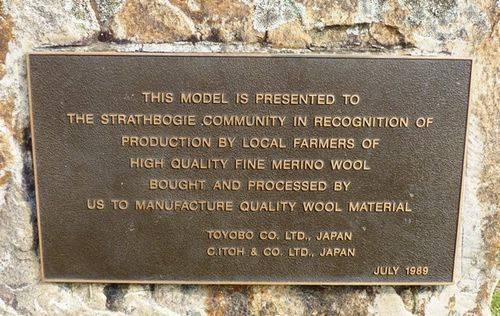 THIS MODEL IS PRESENTED TO
THE STRATHBOGIE COMMUNITY IN RECOGNITION OF
PRODUCTION BY LOCAL FARMERS OF
HIGH QUALITY FINE MERINO WOOL
BOUGHT AND PROCESSED BY
US TO MANUFACTURE QUALITY WOOL MATERIAL
TOYOBO CO. LTD., JAPAN
C.ITOH & CO. LTD., JAPAN
JULY 1989